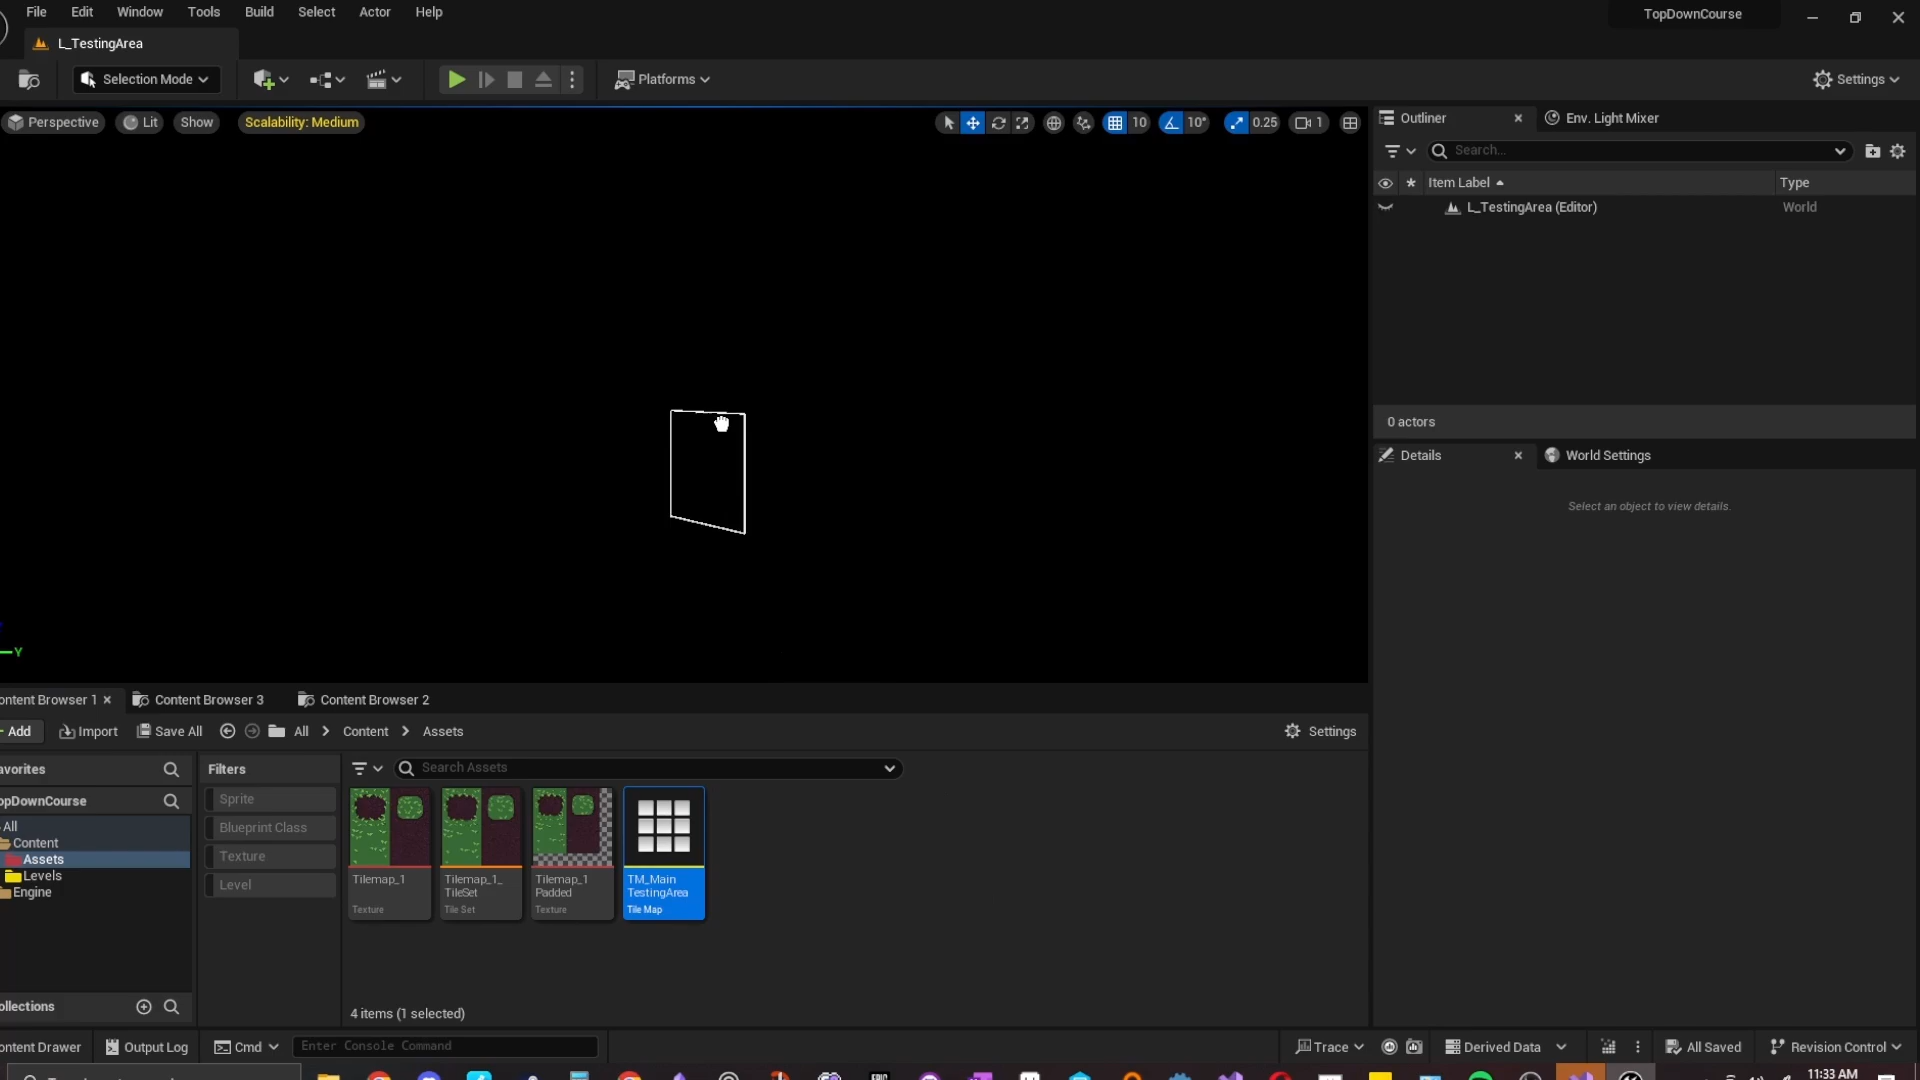 File Edit Window Tools Build Select Actor Help
TopDownCourse
L_TestingArea
Selection Mode
Platforms
Settings
Perspective Lit Show Scalability: Medium
10 10° 0.25 1
Outliner
Env. Light Mixer
Search...
Item Label Type
L_TestingArea (Editor) World
Y
0 actors
Details
World Settings
Select an object to view details.
ontent Browser 1 Content Browser 3 Content Browser 2
Add Import Save All All Content Assets Settings
avorites
Filters
Search Assets
opDownCourse
Sprite
Blueprint Class
Texture
Level
All
Content
Assets
Levels
Engine
Tilemap_1
Texture
Tilemap_1_
TileSet
Tile Set
Tilemap_1
Padded
Texture
TM_Main
TestingArea
Tile Map
ollections
4 items (1 selected)
ontent Drawer Output Log Cmd Enter Console Command
Trace Derived Data All Saved Revision Control
11:33 AM